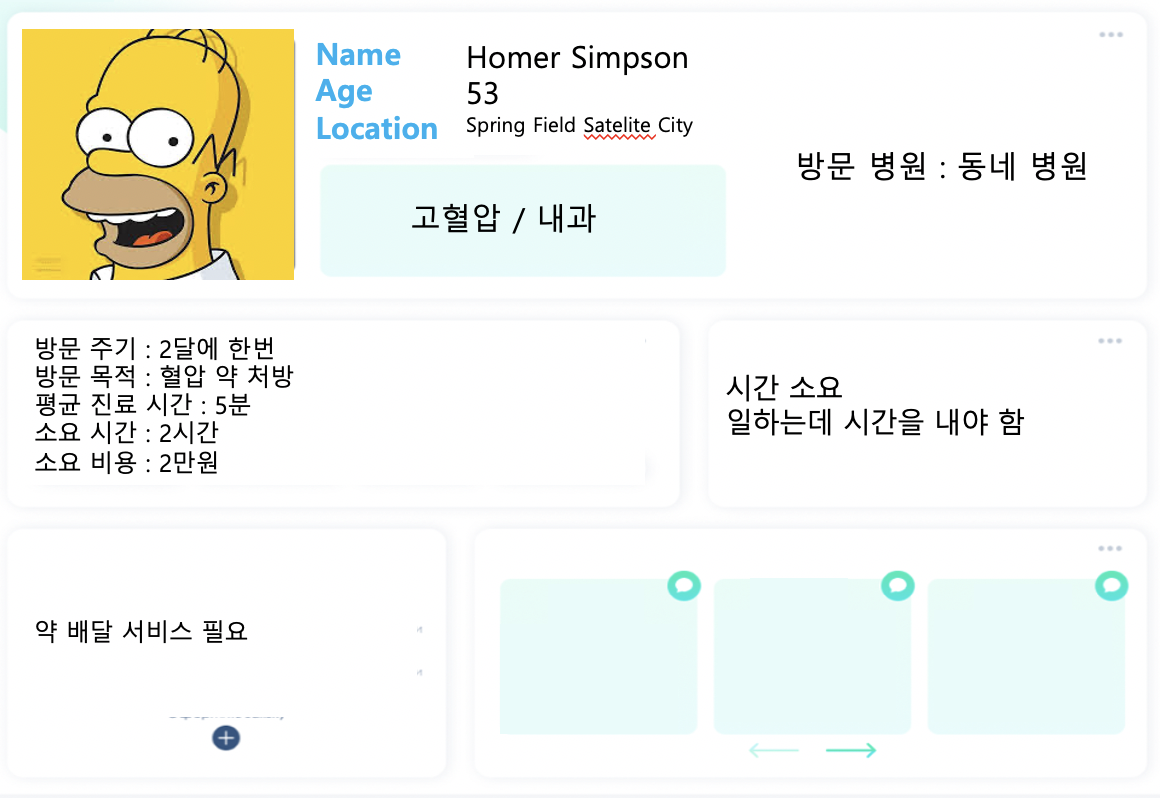 Name
Homer Simpson
Age
53
Location
Spring Field Satelite City
방문 병원 : 동네 병원
고혈압 / 내과
방문 주기 : 2달에 한번
방문 목적 : 혈압 약 처방
평균 진료 시간 : 5분
소요 시간 : 2시간
소요 비용 : 2만원
시간 소요
일하는데 시간을 내야 함
약 배달 서비스 필요